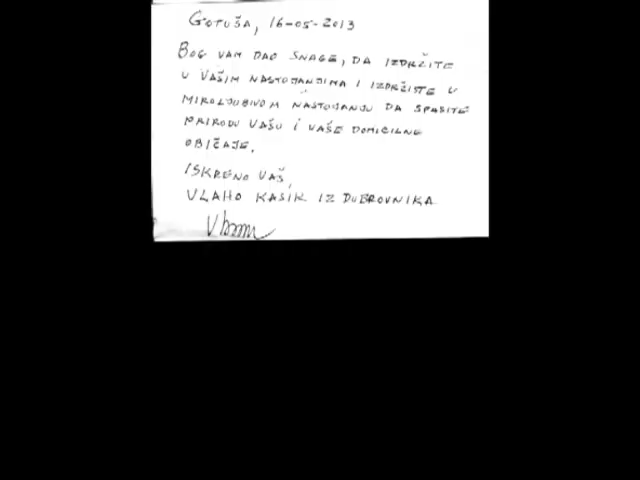 GOTUŠA, 16-05-2013
BOG VAM DAO SNAGE, DA IZDRŽITE
U VAŠIM NASTOJANJIMA I IZDRŽISTE U
MIROLJUBIVOM NASTOJANJU DA SPASITE
PRIRODU VAŠU I VAŠE DOMICILNE
OBIČAJE.
ISKRENO VAŠ,
VLAHO KASIK IZ DUBROVNIKA